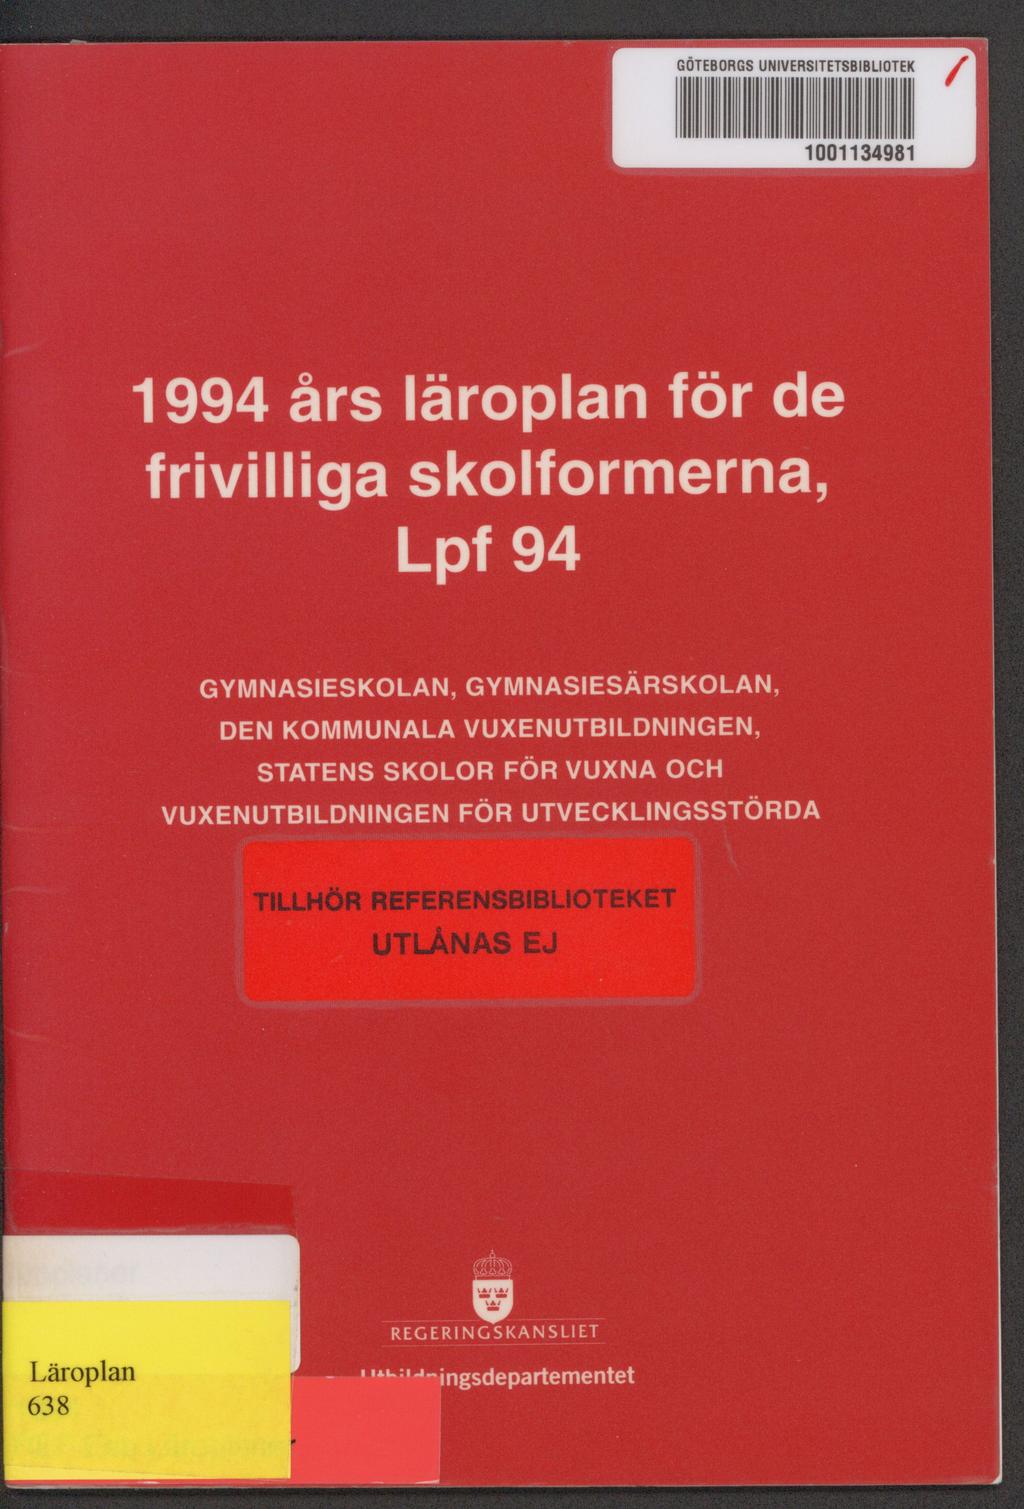 GÖTEBORGS UNIVERSITETSBIBLIOTEK
1001134981
1994 års läroplan för de
frivilliga skolformerna,
Lpf 94
GYMNASIESKOLAN, GYMNASIESÄRSKOLAN,
DEN KOMMUNALA VUXENUTBILDNINGEN,
STATENS SKOLOR FÖR VUXNA OCH
VUXENUTBILDNINGEN FÖR UTVECKLINGSSTÖRDA
TILLHÖR REFERENSBIBLIOTEKET
UTLÅNAS EJ
REGERINGSKANSLIET
Utbildningsdepartementet
Läroplan
638